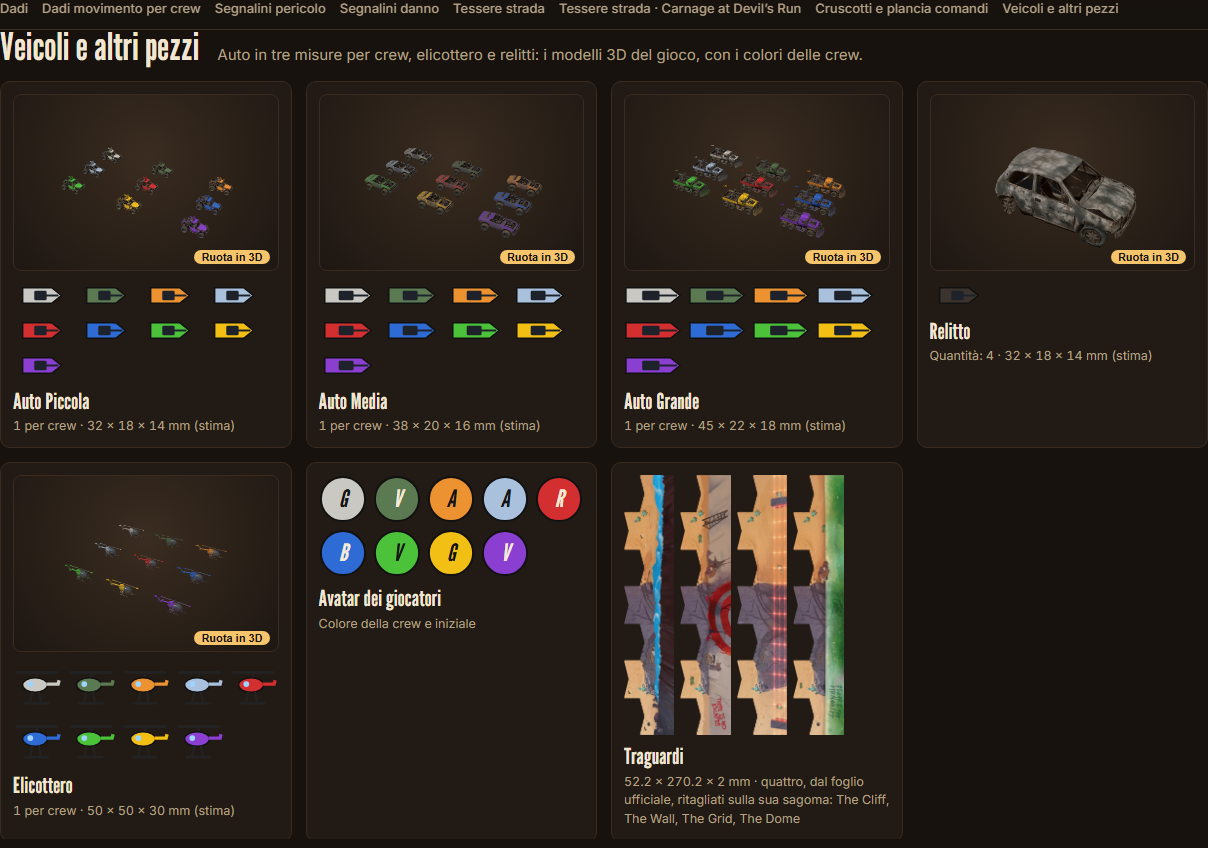 Dadi Dadi movimento per crew Segnalini pericolo Segnalini danno Tessere strada Tessere strada · Carnage at Devil's Run Cruscotti e plancia comandi Veicoli e altri pezzi
Veicoli e altri pezzi Auto in tre misure per crew, elicottero e relitti: i modelli 3D del gioco, con i colori delle crew.
Ruota in 3D
Auto Piccola
1 per crew · 32 × 18 × 14 mm (stima)
Ruota in 3D
Auto Media
1 per crew · 38 × 20 × 16 mm (stima)
Ruota in 3D
Auto Grande
1 per crew · 45 × 22 × 18 mm (stima)
Ruota in 3D
Relitto
Quantità: 4 · 32 × 18 × 14 mm (stima)
Ruota in 3D
Elicottero
1 per crew · 50 × 50 × 30 mm (stima)
G V A A R
B V G V
Avatar dei giocatori
Colore della crew e iniziale
Traguardi
52.2 × 270.2 × 2 mm · quattro, dal foglio
ufficiale, ritagliati sulla sua sagoma: The Cliff,
The Wall, The Grid, The Dome